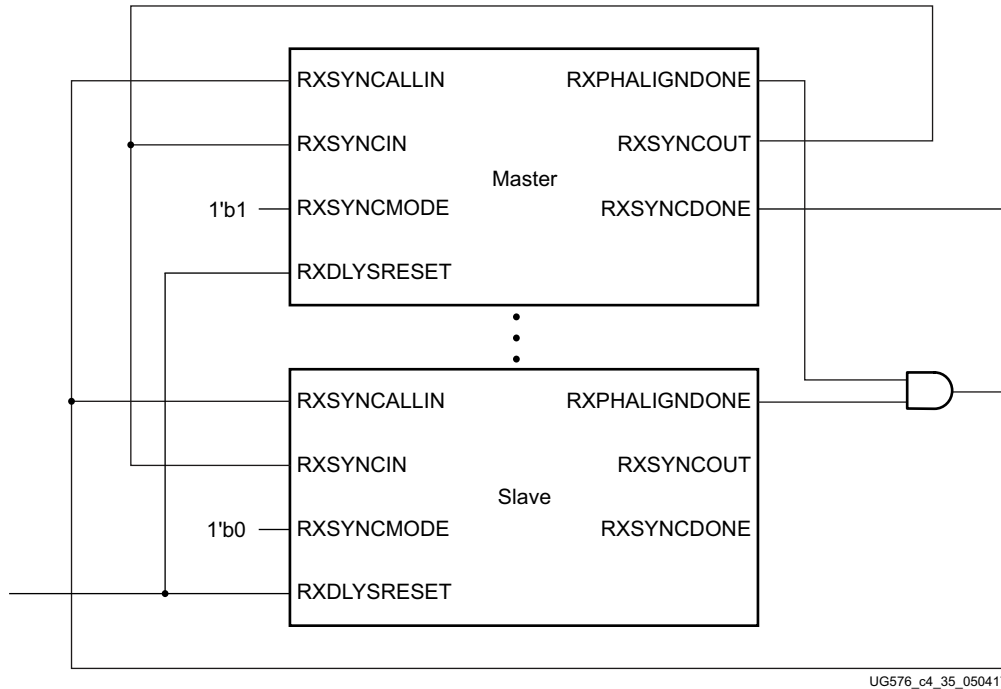 RXSYNCALLIN RXPHALIGNDONE
RXSYNCIN RXSYNCOUT
Master
1'b1 RXSYNCMODE RXSYNCDONE
RXDLYSRESET
RXSYNCALLIN RXPHALIGNDONE
RXSYNCIN RXSYNCOUT
Slave
1'b0 RXSYNCMODE RXSYNCDONE
RXDLYSRESET
UG576_c4_35_05041